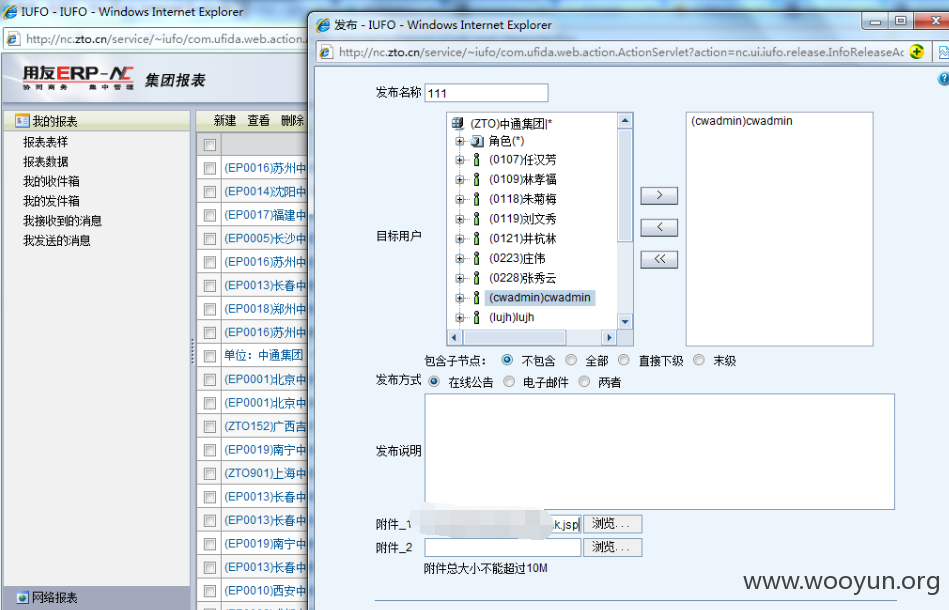 IUFO - IUFO - Windows Internet Explorer
http://nc.zto.cn/service/~iufo/com.ufida.web.action.
用友ERP-NC 集团报表
协同商务 集中管理
我的报表
报表表样
报表数据
我的收件箱
我的发件箱
我接收到的消息
我发送的消息
网络报表
新建 查看 删除
(EP0016)苏州中
(EP0014)沈阳中
(EP0017)福建中
(EP0005)长沙中
(EP0016)苏州中
(EP0013)长春中
(EP0018)郑州中
(EP0016)苏州中
单位：中通集团
(EP0001)北京中
(EP0001)北京中
(ZTO152)广西吉
(EP0019)南宁中
(ZTO901)上海中
(EP0013)长春中
(EP0013)长春中
(EP0019)南宁中
(EP0013)长春中
(EP0010)西安中
发布 - IUFO - Windows Internet Explorer
http://nc.zto.cn/service/~iufo/com.ufida.web.action.ActionServlet?action=nc.ui.iufo.release.InfoReleaseAc
发布名称 111
目标用户
(ZTO)中通集团|*
角色(*)
(0107)任汉芳
(0109)林孝福
(0118)朱菊梅
(0119)刘文秀
(0121)井杭林
(0223)庄伟
(0228)张秀云
(cwadmin)cwadmin
(lujh)lujh
>
<
<<
(cwadmin)cwadmin
包含子节点： 不包含 全部 直接下级 末级
发布方式 在线公告 电子邮件 两者
发布说明
附件_1 k.jsp 浏览...
附件_2 浏览...
附件总大小不能超过10M
www.wooyun.org